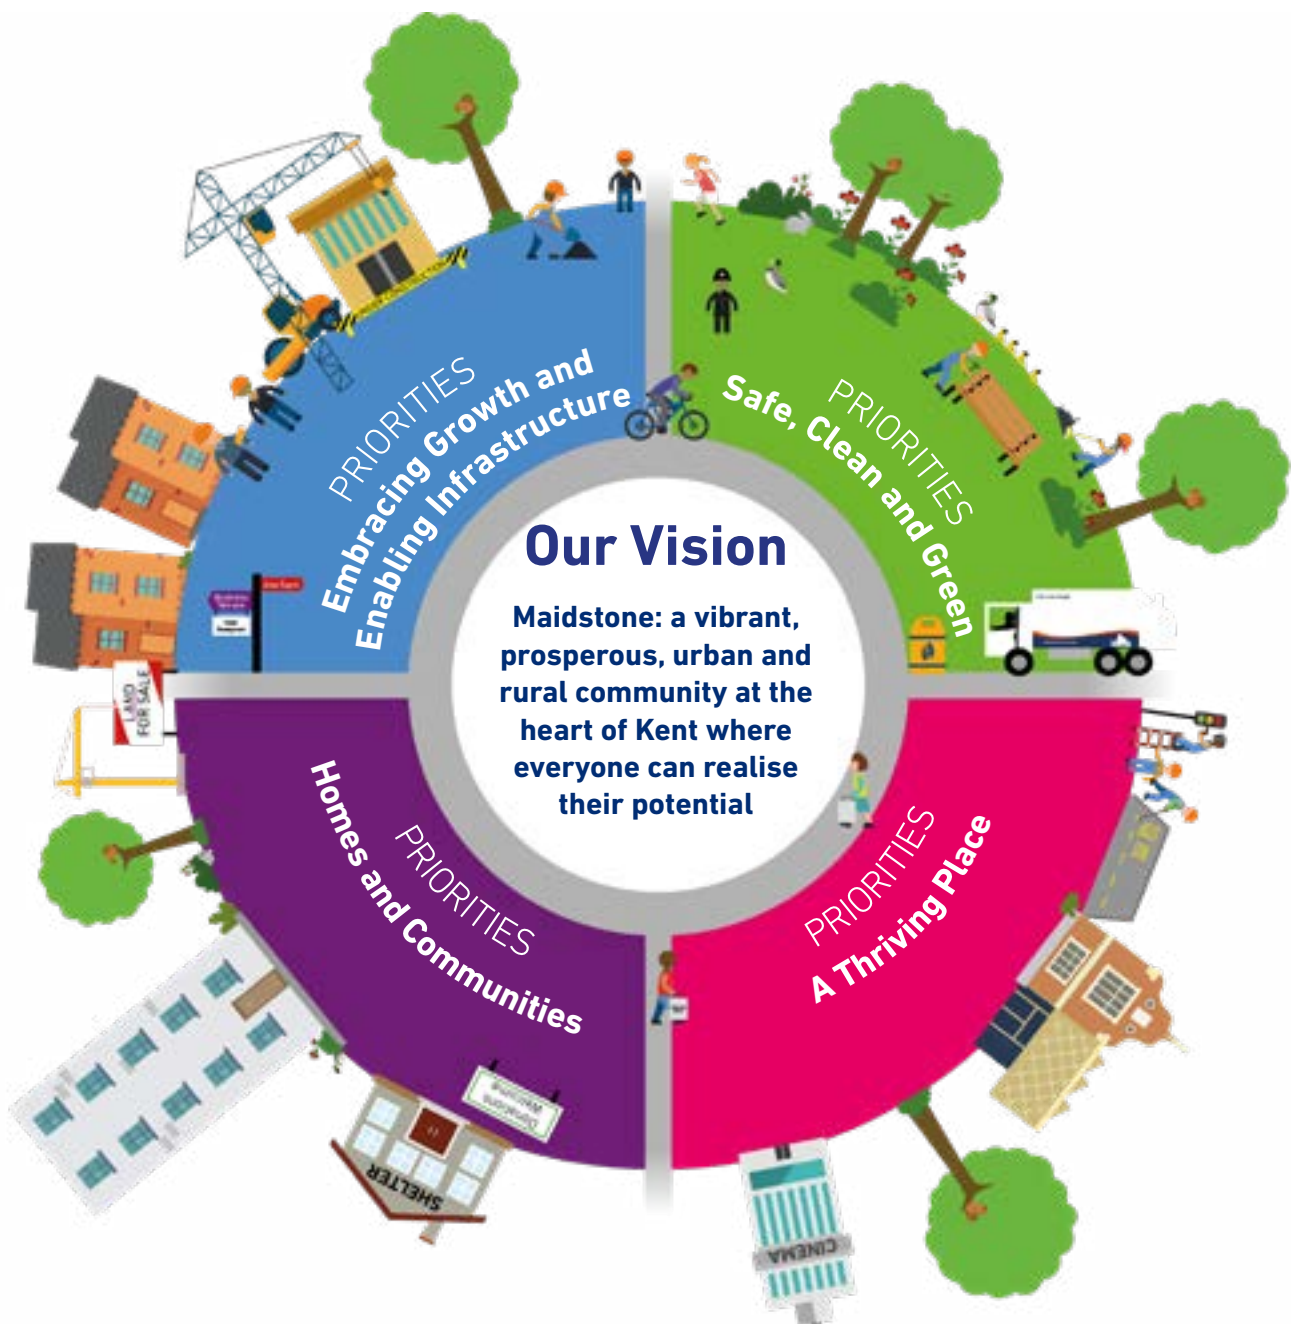 PRIORITIES
Embracing Growth and
Enabling Infrastructure
PRIORITIES
Safe, Clean and Green
Our Vision
Maidstone: a vibrant,
prosperous, urban and
rural community at the
heart of Kent where
everyone can realise
their potential
LAND
FOR SALE
PRIORITIES
Homes and Communities
PRIORITIES
A Thriving Place
Donations
Welcome
SHELTER
CINEMA